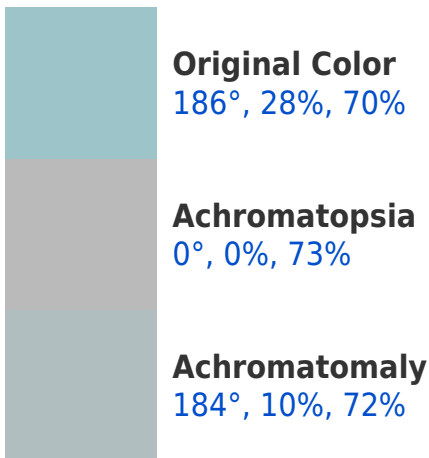 Original Color
186°, 28%, 70%
Achromatopsia
0°, 0%, 73%
Achromatomaly
184°, 10%, 72%